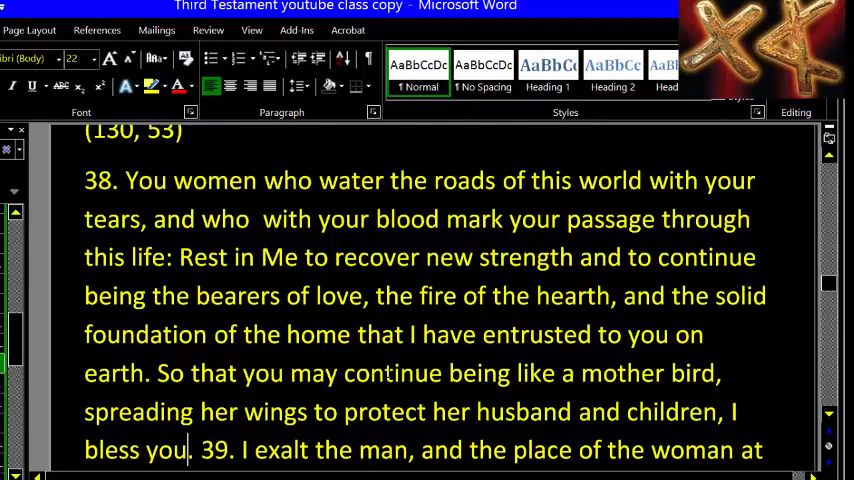 Third Testament youtube class copy - Microsoft Word
Page Layout References Mailings Review View Add-Ins Acrobat
(Body) 22 A A Aa
I U abc x₂ x² A A
AaBbCcDc AaBbCcDc AaBbCc AaBbCc
¶ Normal ¶ No Spacing Heading 1 Heading 2
Font Paragraph Styles Editing
(130, 53)
38. You women who water the roads of this world with your
tears, and who with your blood mark your passage through
this life: Rest in Me to recover new strength and to continue
being the bearers of love, the fire of the hearth, and the solid
foundation of the home that I have entrusted to you on
earth. So that you may continue being like a mother bird,
spreading her wings to protect her husband and children, I
bless you. 39. I exalt the man, and the place of the woman at